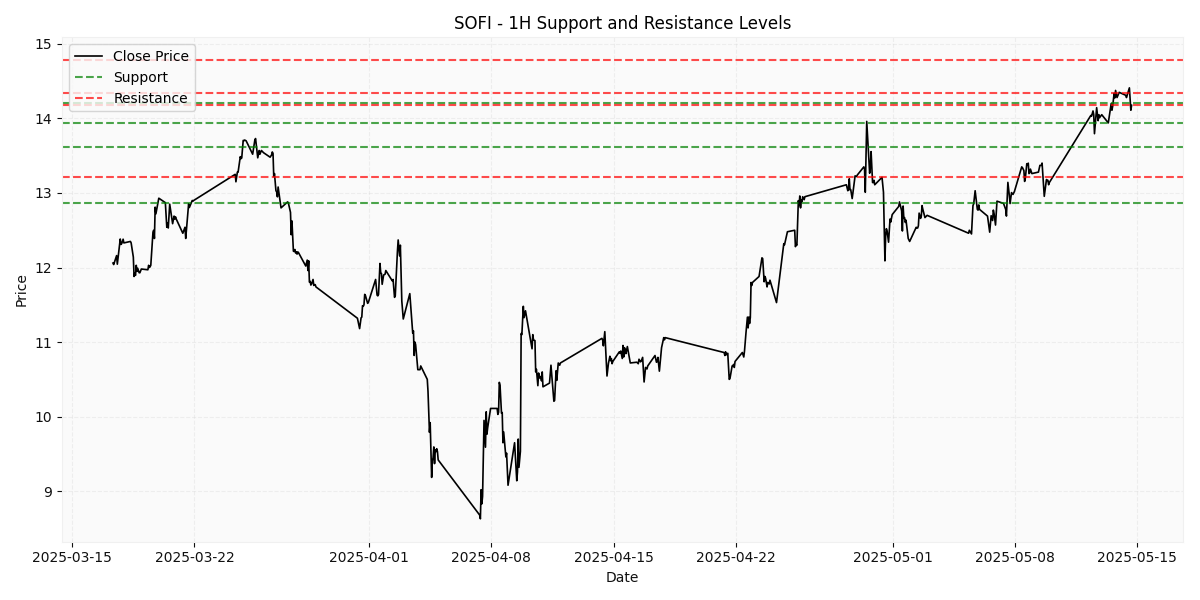 SOFI - 1H Support and Resistance Levels
Close Price
Support
Resistance
Price
15
14
13
12
11
10
9
2025-03-15 2025-03-22 2025-04-01 2025-04-08 2025-04-15 2025-04-22 2025-05-01 2025-05-08 2025-05-15
Date